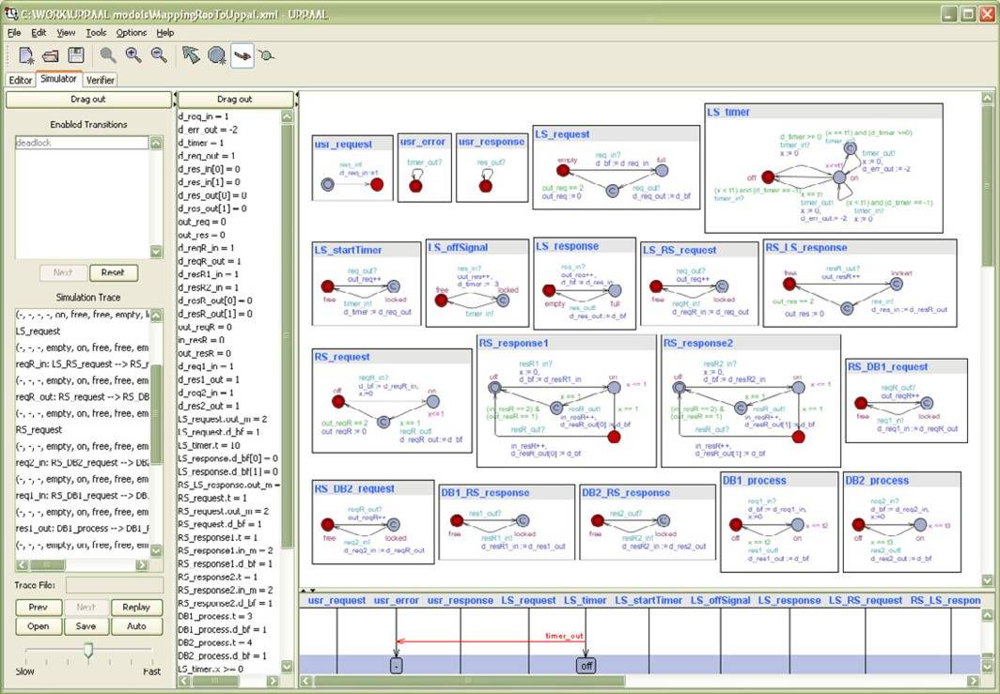 C:\WORK\UPPAAL models\MappingReoToUppal.xml - UPPAAL
File Edit View Tools Options Help
Editor Simulator Verifier
Drag out
Enabled Transitions
deadlock
Next Reset
Simulation Trace
(-, -, -, -, on, free, free, empty,
LS_request
(-, -, -, empty, on, free, free, em
reqR_in: LS_RS_request --> RS_r
(-, -, -, empty, on, free, free, em
reqR_out: RS_request --> RS_DB
(-, -, -, empty, on, free, free, em
RS_request
(-, -, -, empty, on, free, free, em
req2_in: RS_DB2_request --> DB2
(-, -, -, empty, on, free, free, em
req1_in: RS_DB1_request --> DB
(-, -, -, empty, on, free, free, em
res1_out: DB1_process --> DB1_
(-, -, -, empty, on, free, free, em
Trace File:
Prev Next Replay
Open Save Auto
Slow Fast
Drag out
d_req_in = 1
d_err_out = -2
d_timer = 1
d_req_out = 1
d_res_in[0] = 0
d_res_in[1] = 0
d_res_out[0] = 0
d_res_out[1] = 0
out_req = 0
out_res = 0
d_reqR_in = 1
d_reqR_out = 1
d_resR1_in = 1
d_resR2_in = 1
d_resR_out[0] = 0
d_resR_out[1] = 0
out_reqR = 0
in_resR = 0
out_resR = 0
d_req1_in = 1
d_res1_out = 1
d_req2_in = 1
d_res2_out = 1
LS_request.out_m = 2
LS_request.d_bf = 1
LS_timer.t = 10
LS_response.d_bf[0] = 0
LS_response.d_bf[1] = 0
RS_LS_response.out_m =
RS_request.t = 1
RS_request.out_m = 2
RS_request.d_bf = 1
RS_response1.t = 1
RS_response1.in_m = 2
RS_response1.d_bf = 1
RS_response2.t = 1
RS_response2.in_m = 2
RS_response2.d_bf = 1
DB1_process.t = 3
DB1_process.d_bf = 1
DB2_process.t = 4
DB2_process.d_bf = 1
LS_timer.x >= 0
usr_request
req_in!
d_req_in:=1
usr_error
timer_out?
usr_response
res_out?
LS_request
empty
req_in?
d_bf := d_req_in
full
out_req == 2
out_req := 0
req_out!
d_req_out := d_bf
LS_timer
d_timer >= 0
timer_in?
x := 0
off
x<=t1
on
timer_out!
x := 0,
d_err_out := -2
(x < t1) and (d_timer == -1)
timer_in?
x == t1
timer_out!
x := 0,
d_err_out := -2
timer_in?
x := 0
LS_startTimer
req_out?
out_req++
free
locked
timer_in!
d_timer := d_req_out
LS_offSignal
free
res_in?
out_res++,
locked
timer_in!
LS_response
res_in?
out_res++,
d_bf := d_res_in
empty
full
res_out!
d_res_out := d_bf
LS_RS_request
req_out?
out_req++
free
locked
reqR_in!
d_reqR_in := d_req_out
RS_LS_response
free
resR_out?
out_resR++
locked
out_res == 2
out_res := 0
res_in!
d_res_in := d_resR_out
RS_request
off
reqR_in?
d_bf := d_reqR_in,
x:=0
on
x<=1
out_reqR == 2
out_reqR := 0
x == 1
reqR_out!
d_reqR_out := d_bf
RS_response1
resR1_in?
x := 0,
d_bf := d_resR1_in
off
on
x <= 1
(in_resR == 2) &
(out_resR == 1)
x == 1
resR_out!
in_resR++,
d_resR_out[0] := d_bf
x == 1
resR_out?
in_resR++,
d_resR_out[0] := d_bf
RS_response2
resR2_in?
x := 0,
d_bf := d_resR2_in
off
on
x <= 1
(in_resR == 2) &
(out_resR == 1)
x == 1
resR_out!
in_resR++,
d_resR_out[1] := d_bf
x == 1
resR_out?
in_resR++,
d_resR_out[1] := d_bf
RS_DB1_request
reqR_out?
out_reqR++
free
locked
req1_in!
d_req1_in := d_reqR_out
RS_DB2_request
reqR_out?
out_reqR++
free
locked
req2_in!
d_req2_in := d_reqR_out
DB1_RS_response
res1_out?
free
locked
resR1_in!
d_resR1_in := d_res1_out
DB2_RS_response
res2_out?
free
locked
resR2_in!
d_resR2_in := d_res2_out
DB1_process
req1_in?
d_bf := d_req1_in,
x:=0
off
on
x == t2
res1_out!
d_res1_out := d_bf
DB2_process
req2_in?
d_bf := d_req2_in,
x:=0
off
on
x <= t3
x == t3
res2_out!
d_res2_out := d_bf
usr_request usr_error usr_response LS_request LS_timer LS_startTimer LS_offSignal LS_response LS_RS_request RS_LS_respon
timer_out
- off